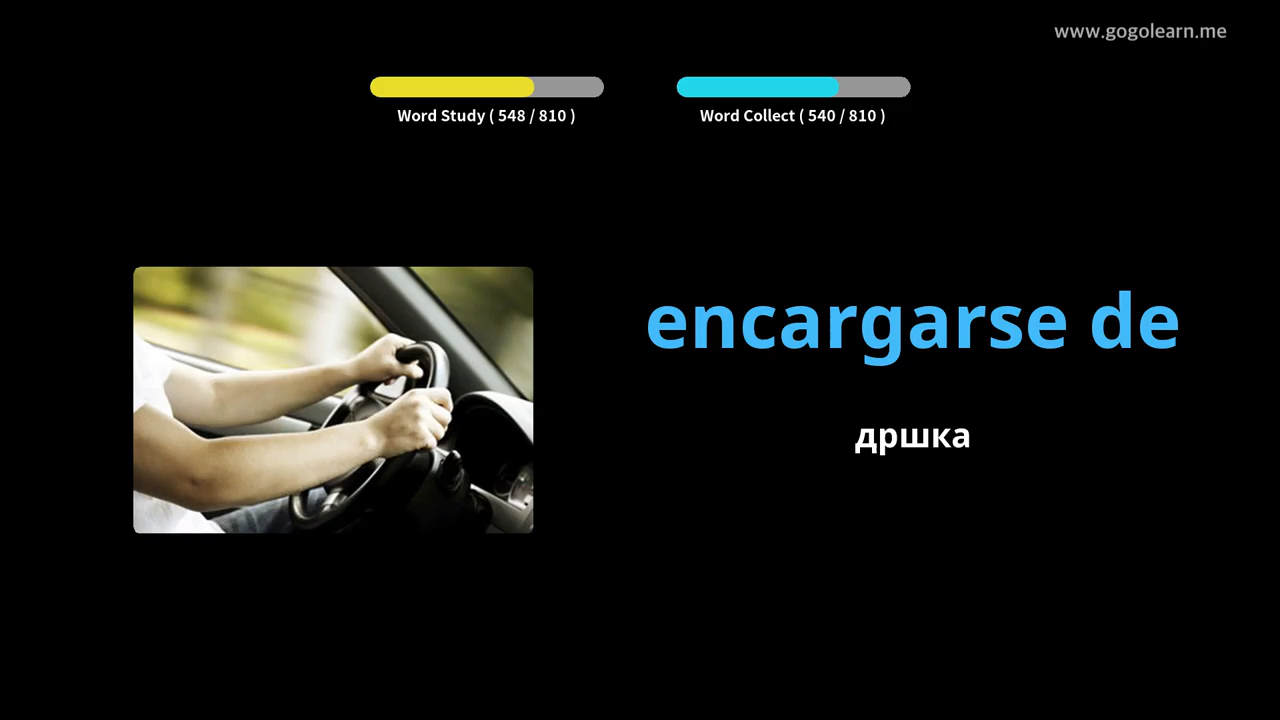 www.gogolearn.me
Word Study ( 548 / 810 )
Word Collect ( 540 / 810 )
encargarse de
дршка